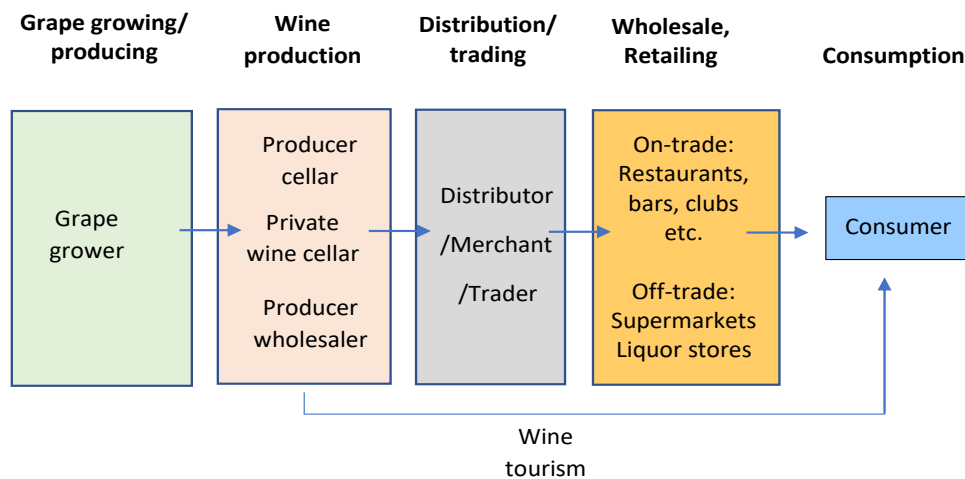 Grape growing/
producing
Wine
production
Distribution/
trading
Wholesale,
Retailing
Consumption
Grape
grower
Producer
cellar
Private
wine cellar
Producer
wholesaler
Distributor
/Merchant
/Trader
On-trade:
Restaurants,
bars, clubs
etc.
Off-trade:
Supermarkets
Liquor stores
Consumer
Wine
tourism